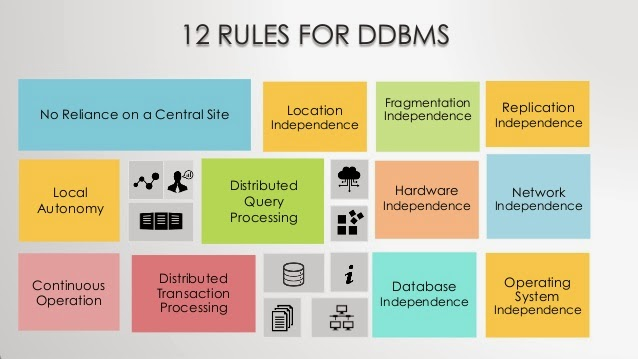 12 RULES FOR DDBMS
No Reliance on a Central Site
Location
Independence
Fragmentation
Independence
Replication
Independence
Local
Autonomy
Distributed
Query
Processing
Hardware
Independence
Network
Independence
Continuous
Operation
Distributed
Transaction
Processing
Database
Independence
Operating
System
Independence